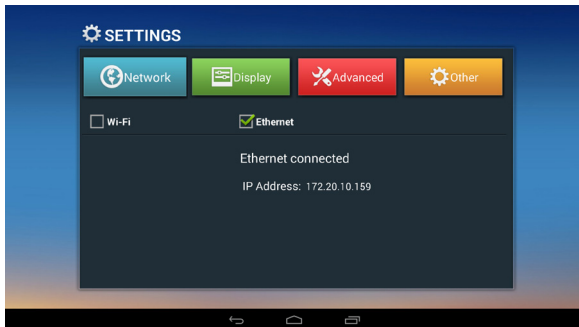 SETTINGS
Network Display Advanced Other
Wi-Fi Ethernet
Ethernet connected
IP Address: 172.20.10.159